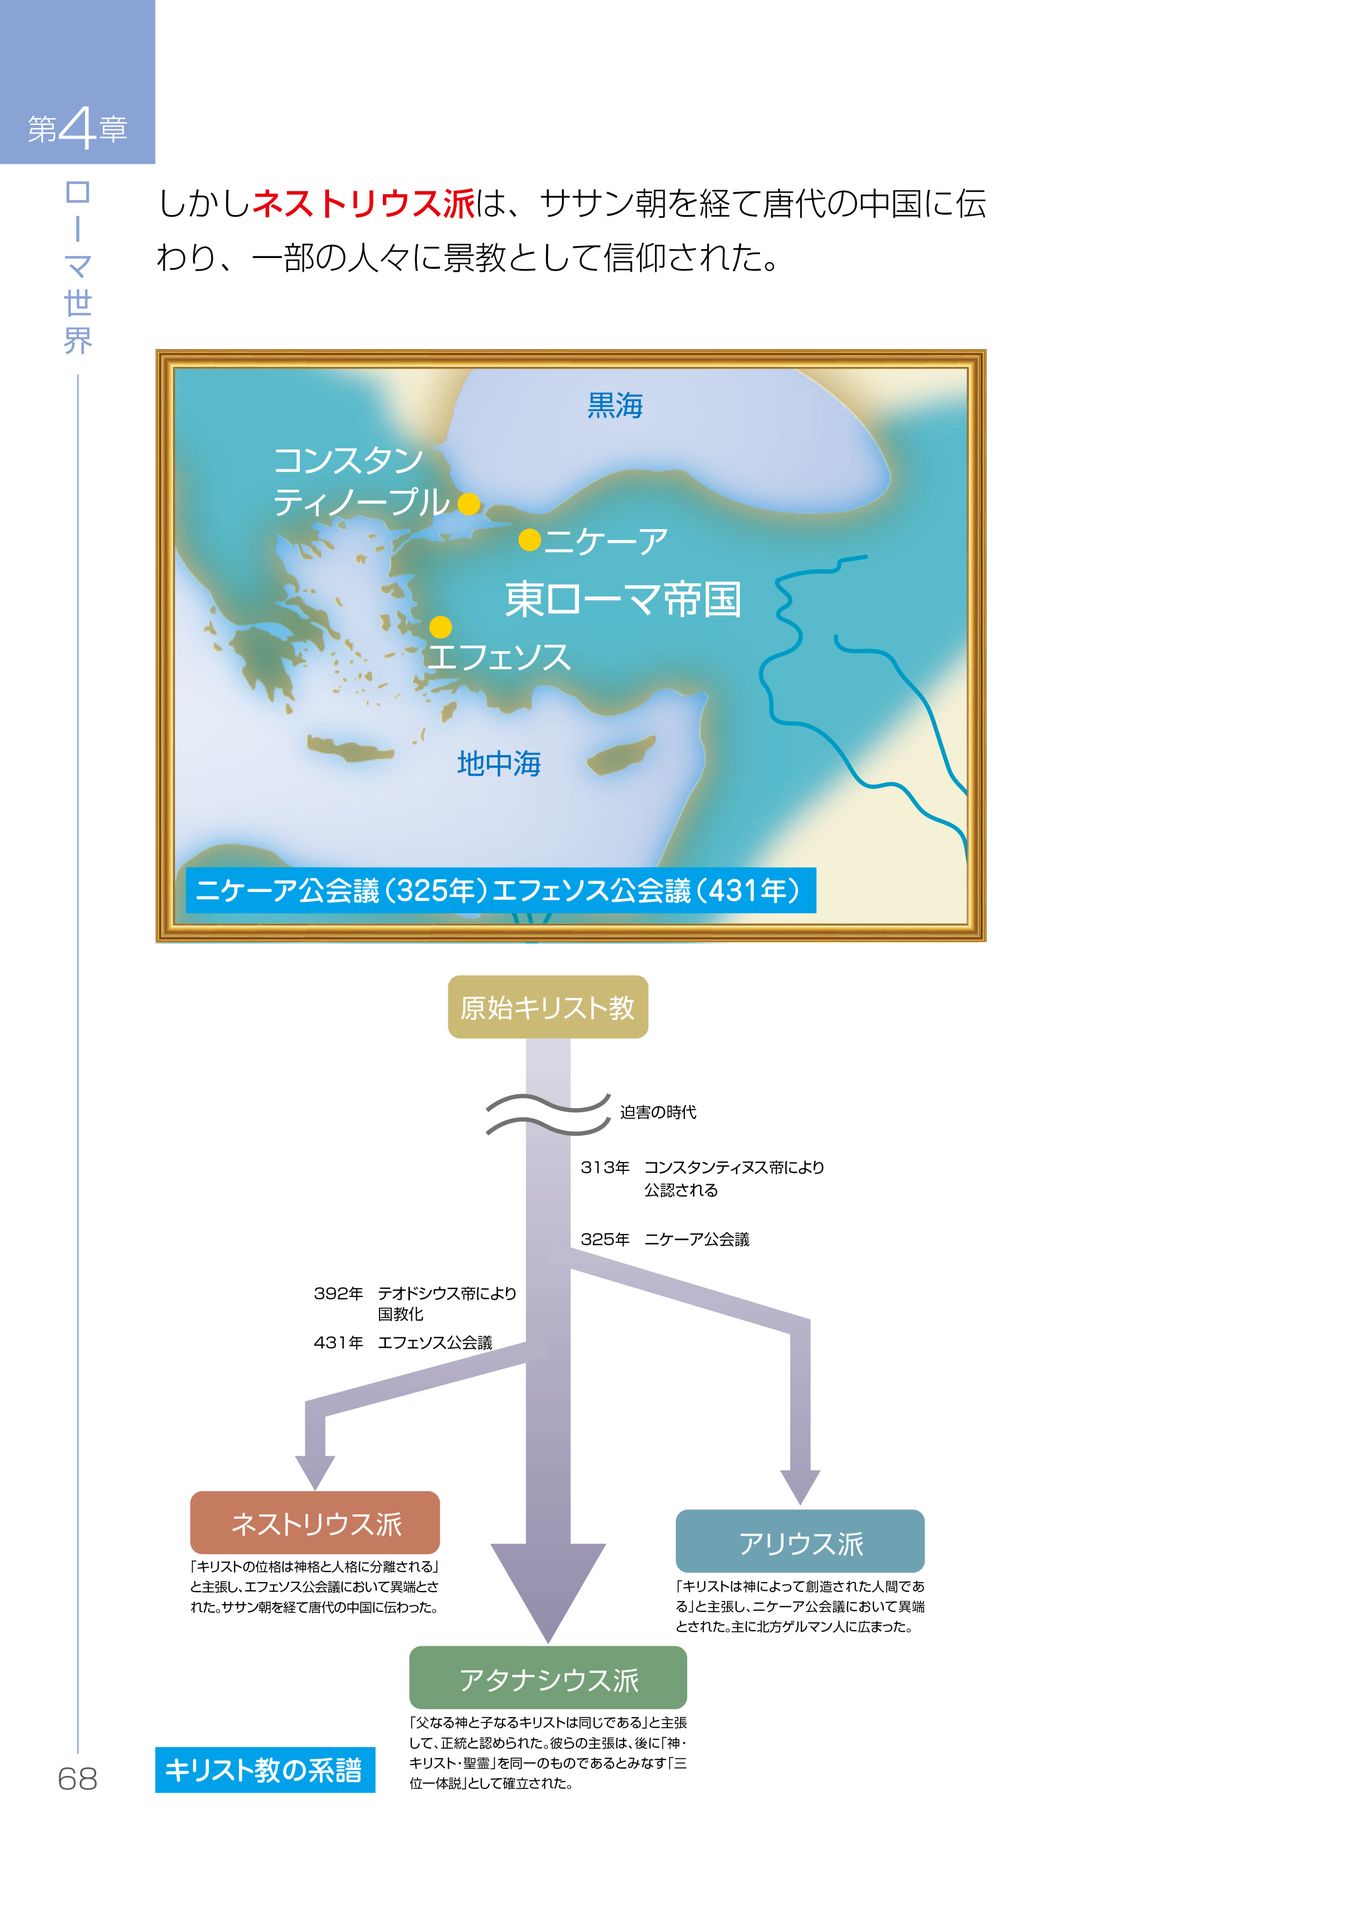 第4章
ローマ世界
しかしネストリウス派は、ササン朝を経て唐代の中国に伝
わり、一部の人々に景教として信仰された。
黒海
コンスタン
ティノープル
ニケーア
東ローマ帝国
エフェソス
地中海
ニケーア公会議（325年）エフェソス公会議（431年）
原始キリスト教
迫害の時代
313年 コンスタンティヌス帝により
公認される
325年 ニケーア公会議
392年 テオドシウス帝により
国教化
431年 エフェソス公会議
ネストリウス派
「キリストの位格は神格と人格に分離される」
と主張し、エフェソス公会議において異端とさ
れた。ササン朝を経て唐代の中国に伝わった。
アリウス派
「キリストは神によって創造された人間であ
る」と主張し、ニケーア公会議において異端
とされた。主に北方ゲルマン人に広まった。
アタナシウス派
「父なる神と子なるキリストは同じである」と主張
して、正統と認められた。彼らの主張は、後に「神・
キリスト・聖霊」を同一のものであるとみなす「三
位一体説」として確立された。
キリスト教の系譜
68